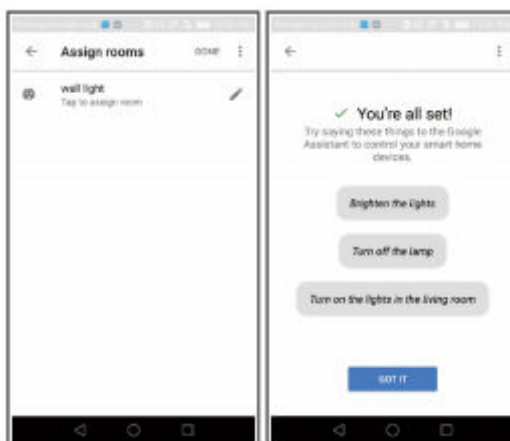 Assign rooms
DONE
wall light
Tap to assign room
You're all set!
Try saying these things to the Google
Assistant to control your smart home
devices.
Brighten the lights
Turn off the lamp
Turn on the lights in the living room
GOT IT